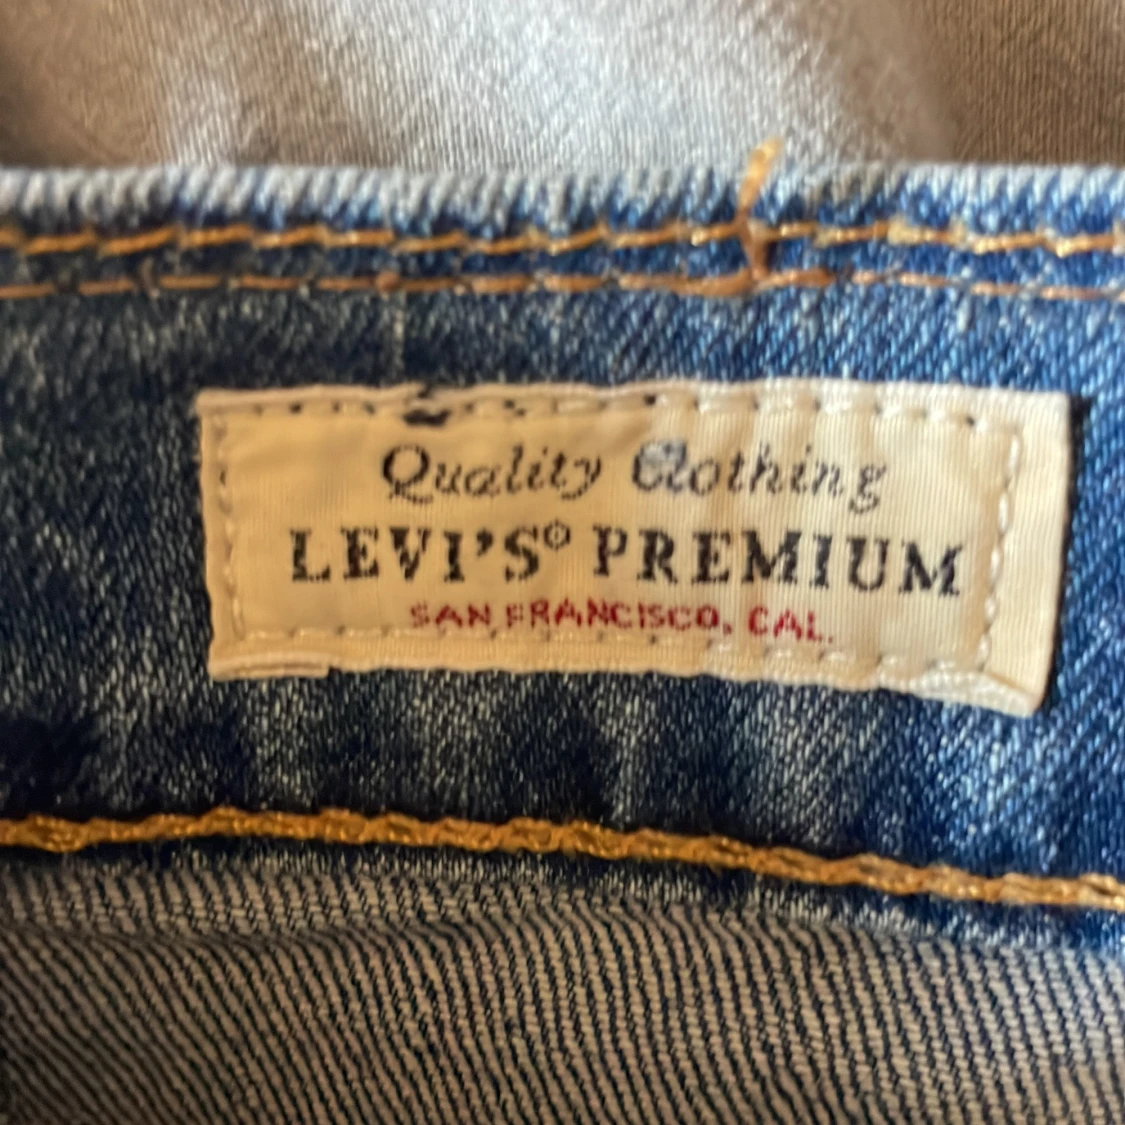 Quality Clothing
LEVI'S® PREMIUM
SAN FRANCISCO, CAL.